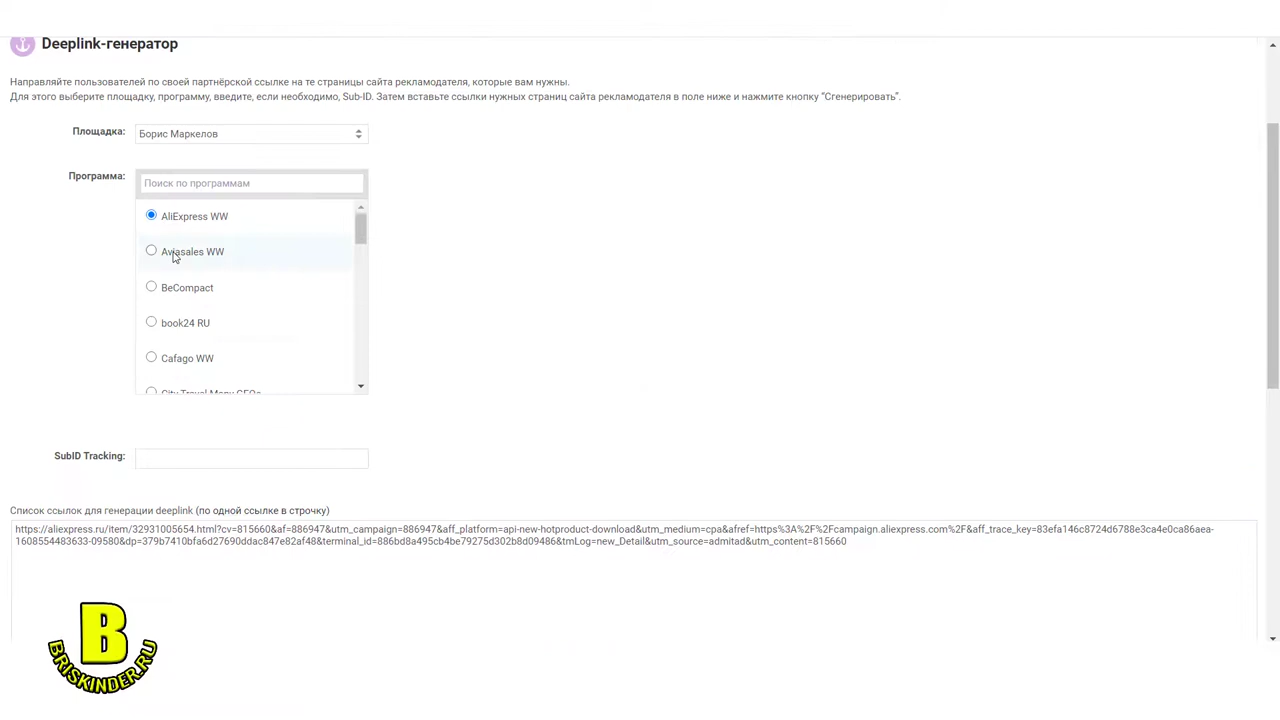 Deeplink-генератор
Направляйте пользователей по своей партнёрской ссылке на те страницы сайта рекламодателя, которые вам нужны.
Для этого выберите площадку, программу, введите, если необходимо, Sub-ID. Затем вставьте ссылки нужных страниц сайта рекламодателя в поле ниже и нажмите кнопку "Сгенерировать".
Площадка: Борис Маркелов
Программа: Поиск по программам
AliExpress WW
Aviasales WW
BeCompact
book24 RU
Cafago WW
City Travel Many GEOs
SubID Tracking:
Список ссылок для генерации deeplink (по одной ссылке в строчку)
https://aliexpress.ru/item/32931005654.html?cv=815660&af=886947&utm_campaign=886947&aff_platform=api-new-hotproduct-download&utm_medium=cpa&afref=https%3A%2F%2Fcampaign.aliexpress.com%2F&aff_trace_key=83efa146c8724d6788e3ca4e0ca86aea-
1608554483633-09580&dp=379b7410bfa6d27690ddac847e82af48&terminal_id=886bd8a495cb4be79275d302b8d09486&tmLog=new_Detail&utm_source=admitad&utm_content=815660
B
BRISKINDER.RU